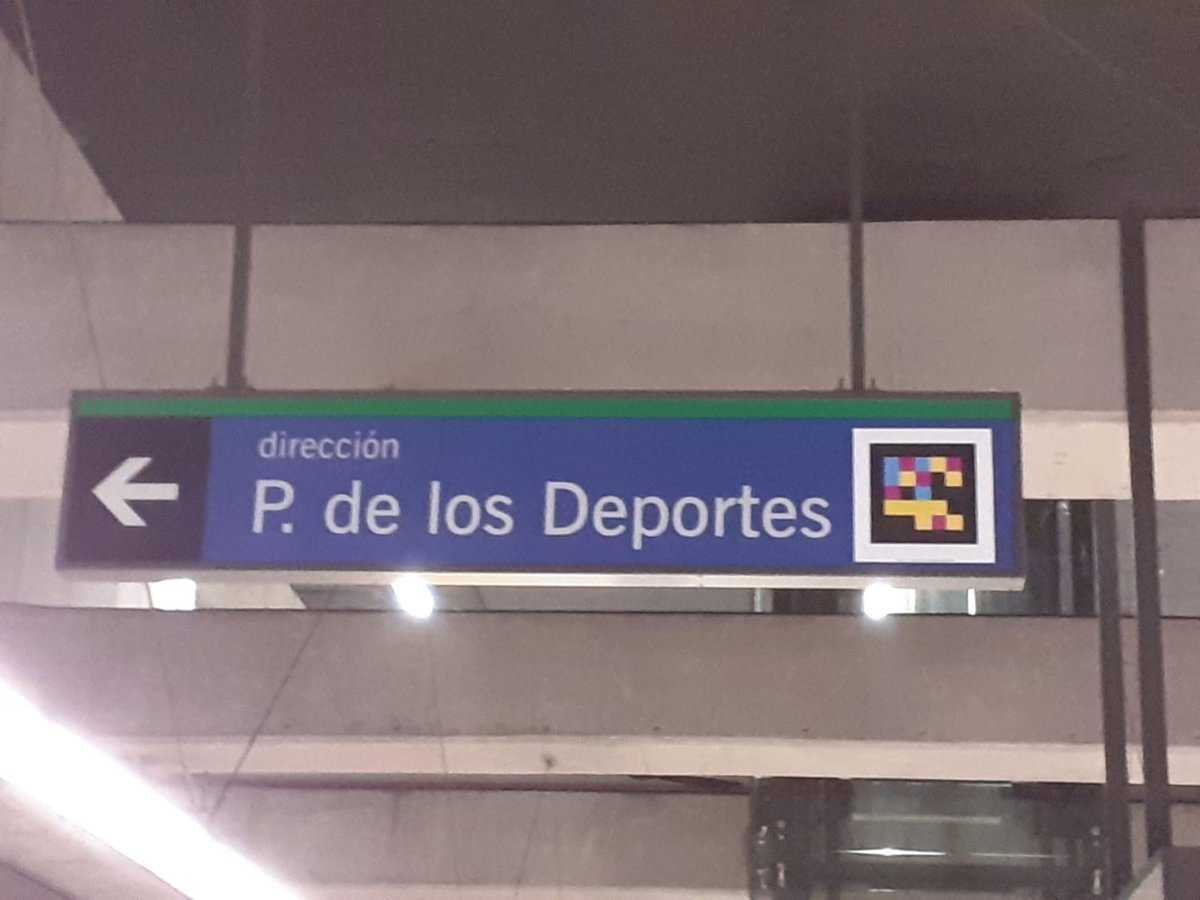 dirección
P. de los Deportes